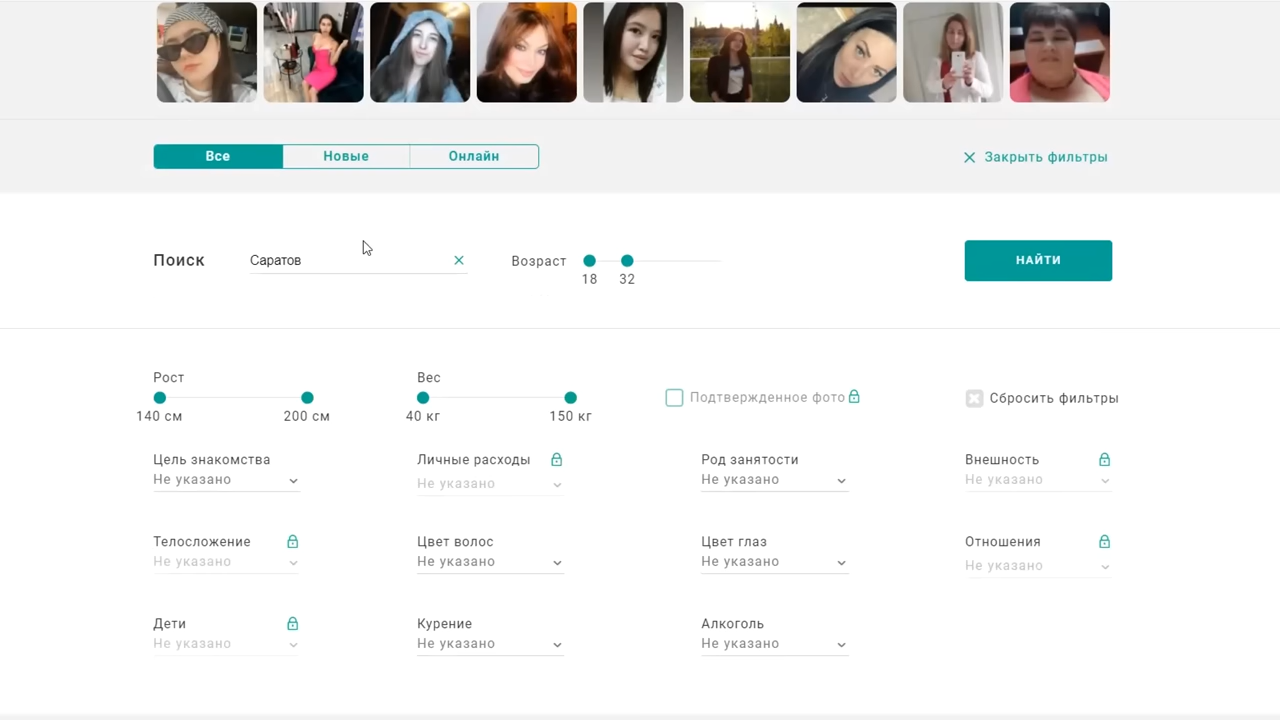 Все Новые Онлайн Закрыть фильтры
Поиск Саратов Возраст 18 32 НАЙТИ
Рост Вес
Подтвержденное фото Сбросить фильтры
140 см 200 см 40 кг 150 кг
Цель знакомства Личные расходы Род занятости Внешность
Не указано Не указано Не указано Не указано
Телосложение Цвет волос Цвет глаз Отношения
Не указано Не указано Не указано Не указано
Дети Курение Алкоголь
Не указано Не указано Не указано